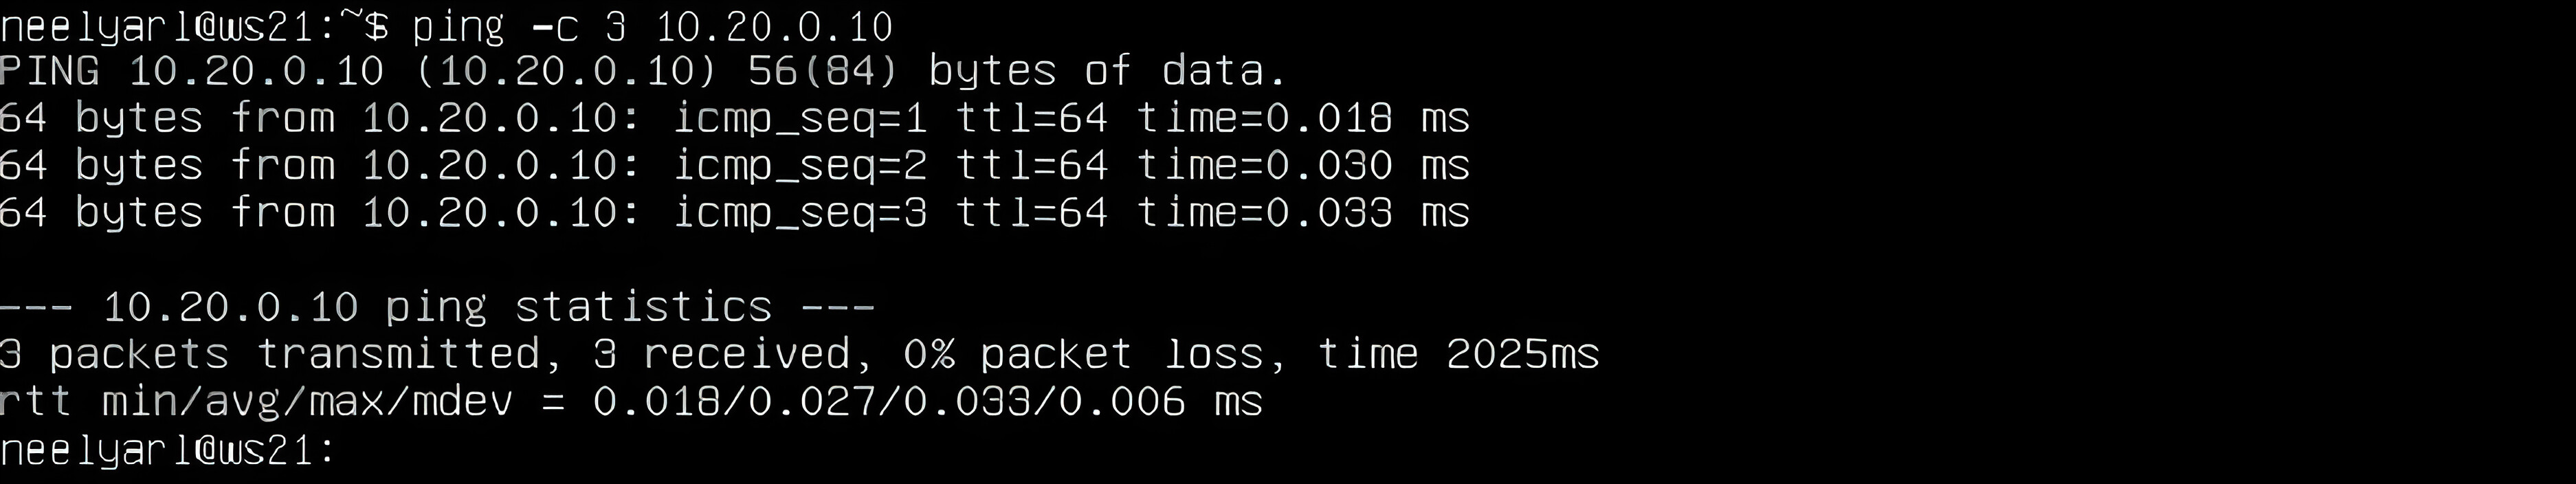 neelyarl@ws21:~$ ping -c 3 10.20.0.10
PING 10.20.0.10 (10.20.0.10) 56(84) bytes of data.
64 bytes from 10.20.0.10: icmp_seq=1 ttl=64 time=0.018 ms
64 bytes from 10.20.0.10: icmp_seq=2 ttl=64 time=0.030 ms
64 bytes from 10.20.0.10: icmp_seq=3 ttl=64 time=0.033 ms
--- 10.20.0.10 ping statistics ---
3 packets transmitted, 3 received, 0% packet loss, time 2025ms
rtt min/avg/max/mdev = 0.018/0.027/0.033/0.006 ms
neelyarl@ws21: